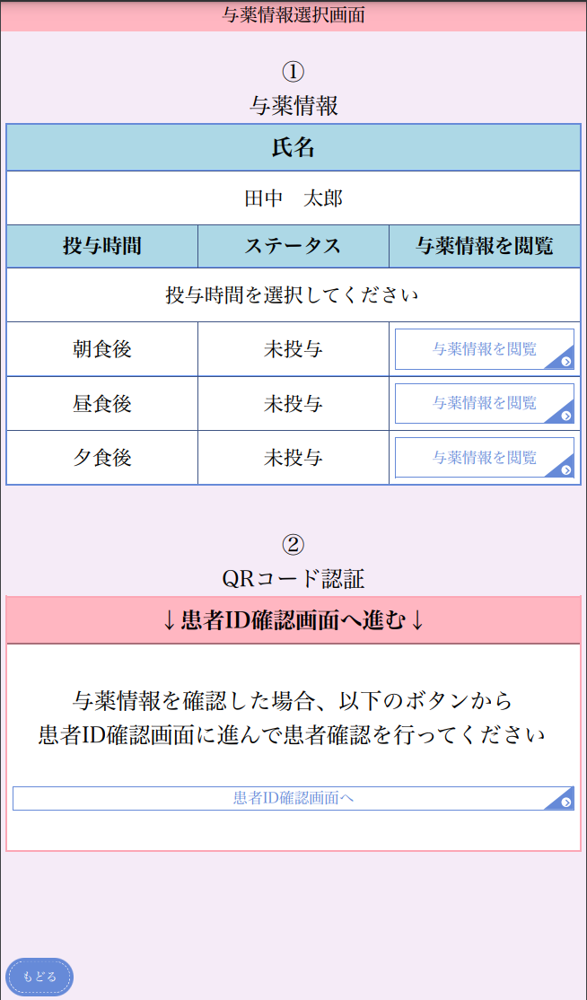 与薬情報選択画面
①
与薬情報
氏名
田中　太郎
投与時間 ステータス 与薬情報を閲覧
投与時間を選択してください
朝食後 未投与 与薬情報を閲覧
昼食後 未投与 与薬情報を閲覧
夕食後 未投与 与薬情報を閲覧
②
QRコード認証
↓患者ID確認画面へ進む↓
与薬情報を確認した場合、以下のボタンから
患者ID確認画面に進んで患者確認を行ってください
患者ID確認画面へ
もどる